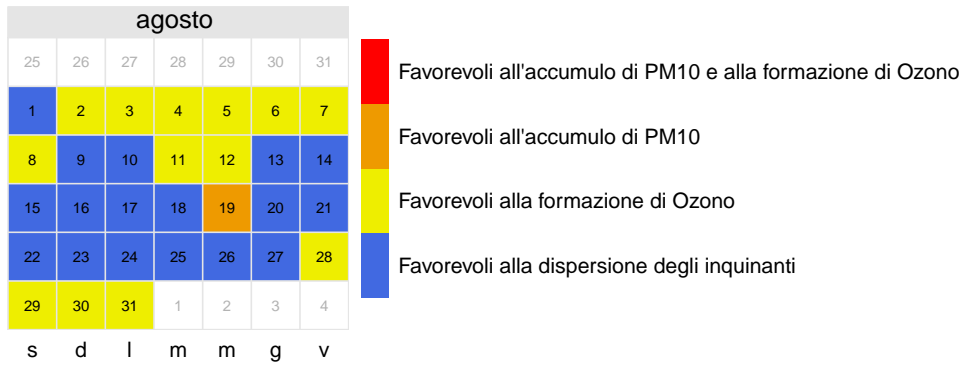 agosto
25 26 27 28 29 30 31
1 2 3 4 5 6 7
8 9 10 11 12 13 14
15 16 17 18 19 20 21
22 23 24 25 26 27 28
29 30 31 1 2 3 4
s d l m m g v
Favorevoli all'accumulo di PM10 e alla formazione di Ozono
Favorevoli all'accumulo di PM10
Favorevoli alla formazione di Ozono
Favorevoli alla dispersione degli inquinanti